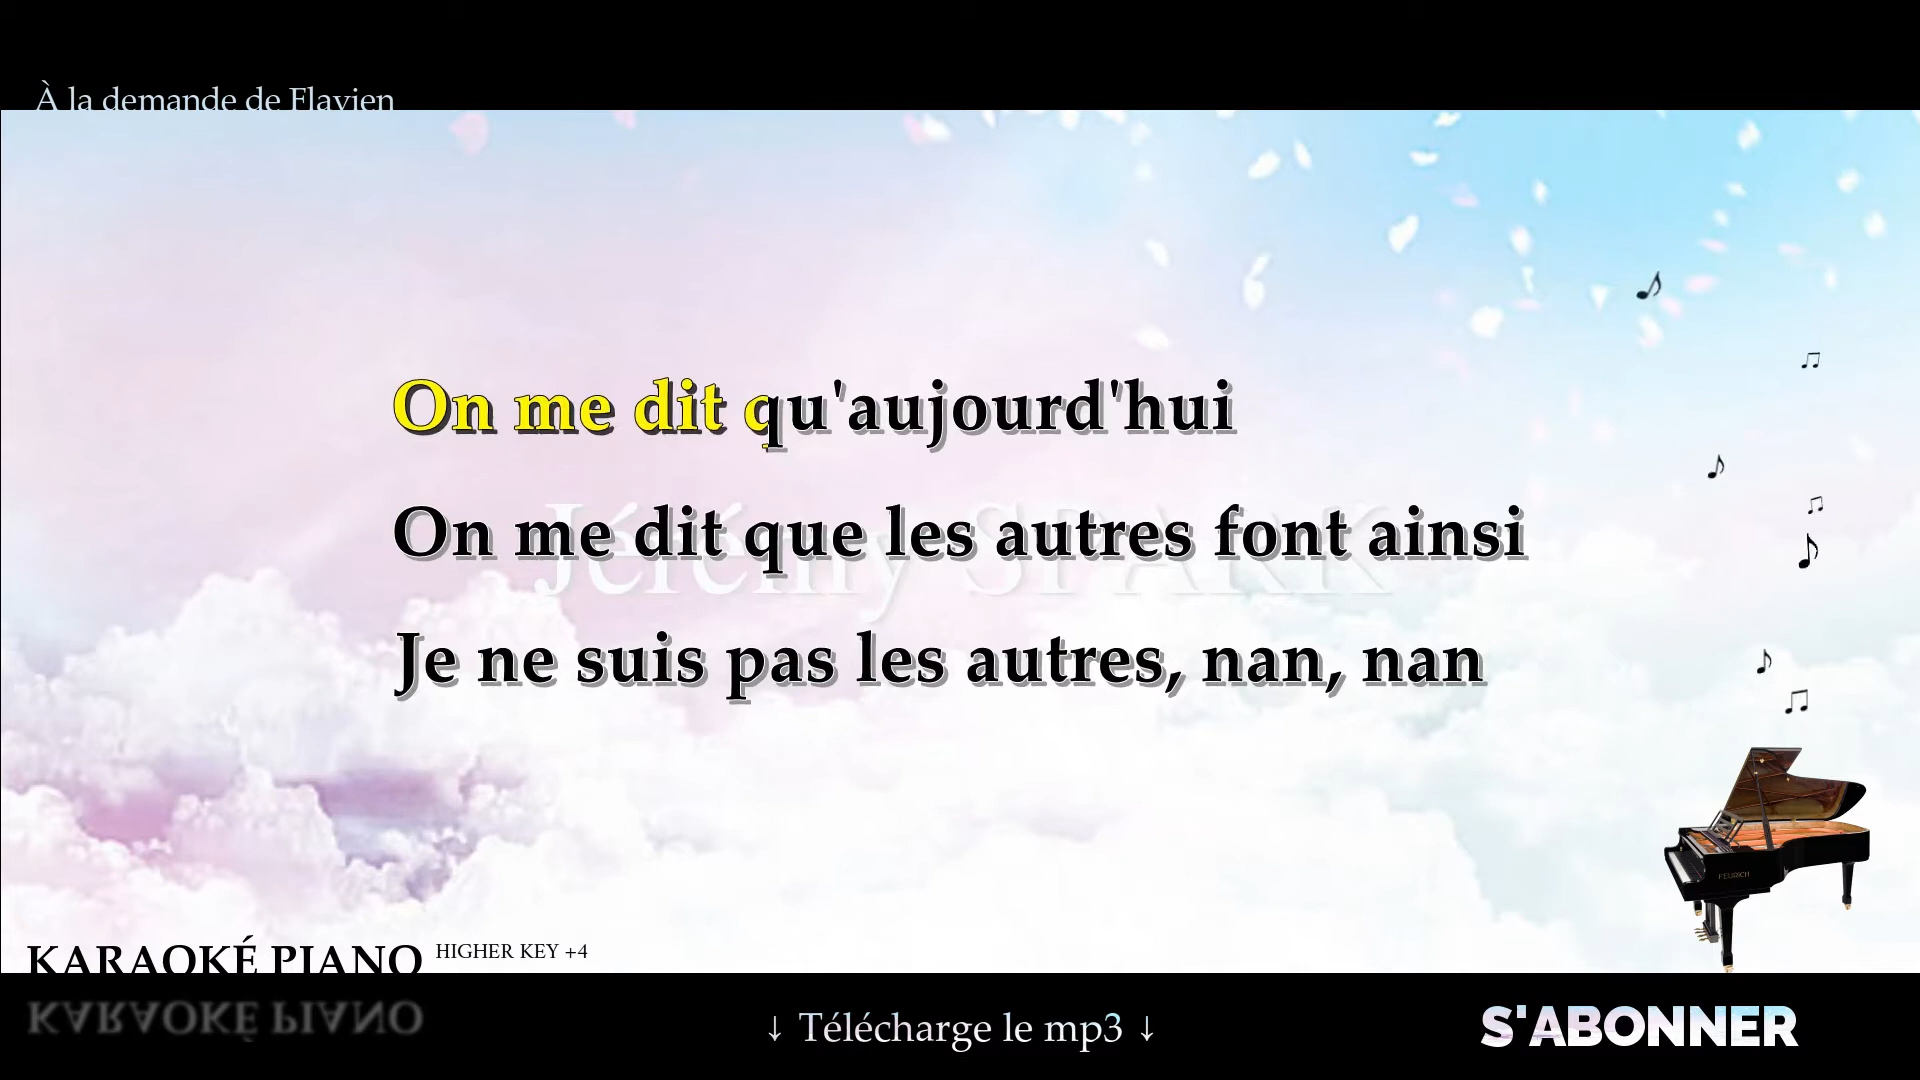 À la demande de Flavien
On me dit qu'aujourd'hui
On me dit que les autres font ainsi
Jérémy SPARK
Je ne suis pas les autres, nan, nan
FEURICH
KARAOKÉ PIANO HIGHER KEY +4
KARAOKÉ PIANO
↓ Télécharge le mp3 ↓
S'ABONNER